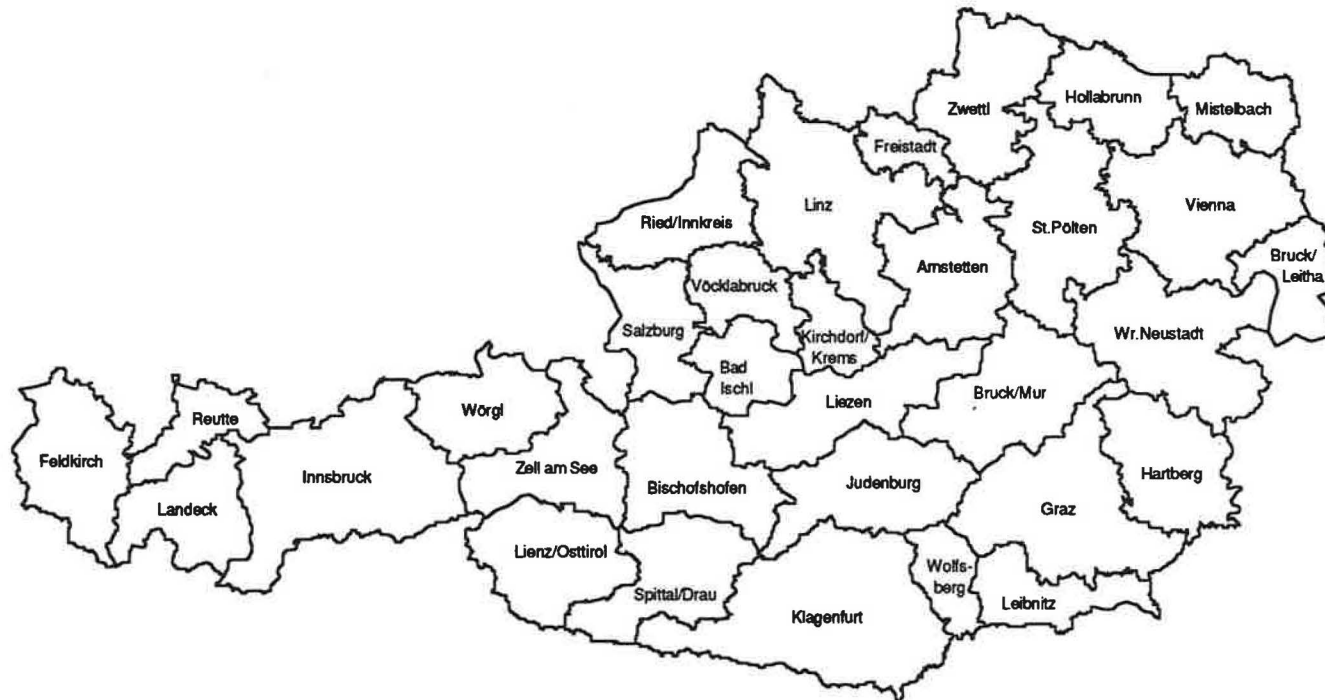 Zwettl
Hollabrunn
Mistelbach
Freistadt
Ried/Innkreis
Linz
St.Pölten
Vienna
Amstetten
Bruck/
Leitha
Vöcklabruck
Salzburg
Kirchdorf/
Krems
Wr.Neustadt
Bad
Ischl
Liezen
Bruck/Mur
Wörgl
Reutte
Feldkirch
Innsbruck
Zell am See
Bischofshofen
Judenburg
Hartberg
Landeck
Graz
Lienz/Osttirol
Spittal/Drau
Wolfs-
berg
Klagenfurt
Leibnitz